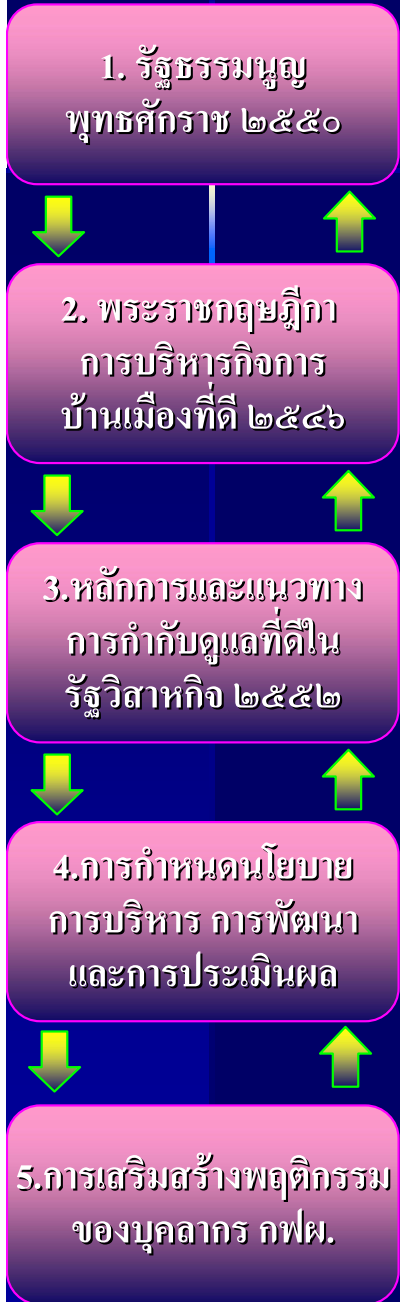 1. รัฐธรรมนูญ
พุทธศักราช ๒๕๕๐
2. พระราชกฤษฎีกา
การบริหารกิจการ
บ้านเมืองที่ดี ๒๕๔๖
3.หลักการและแนวทาง
การกำกับดูแลที่ดีใน
รัฐวิสาหกิจ ๒๕๕๒
4.การกำหนดนโยบาย
การบริหาร การพัฒนา
และการประเมินผล
5.การเสริมสร้างพฤติกรรม
ของบุคลากร กฟผ.